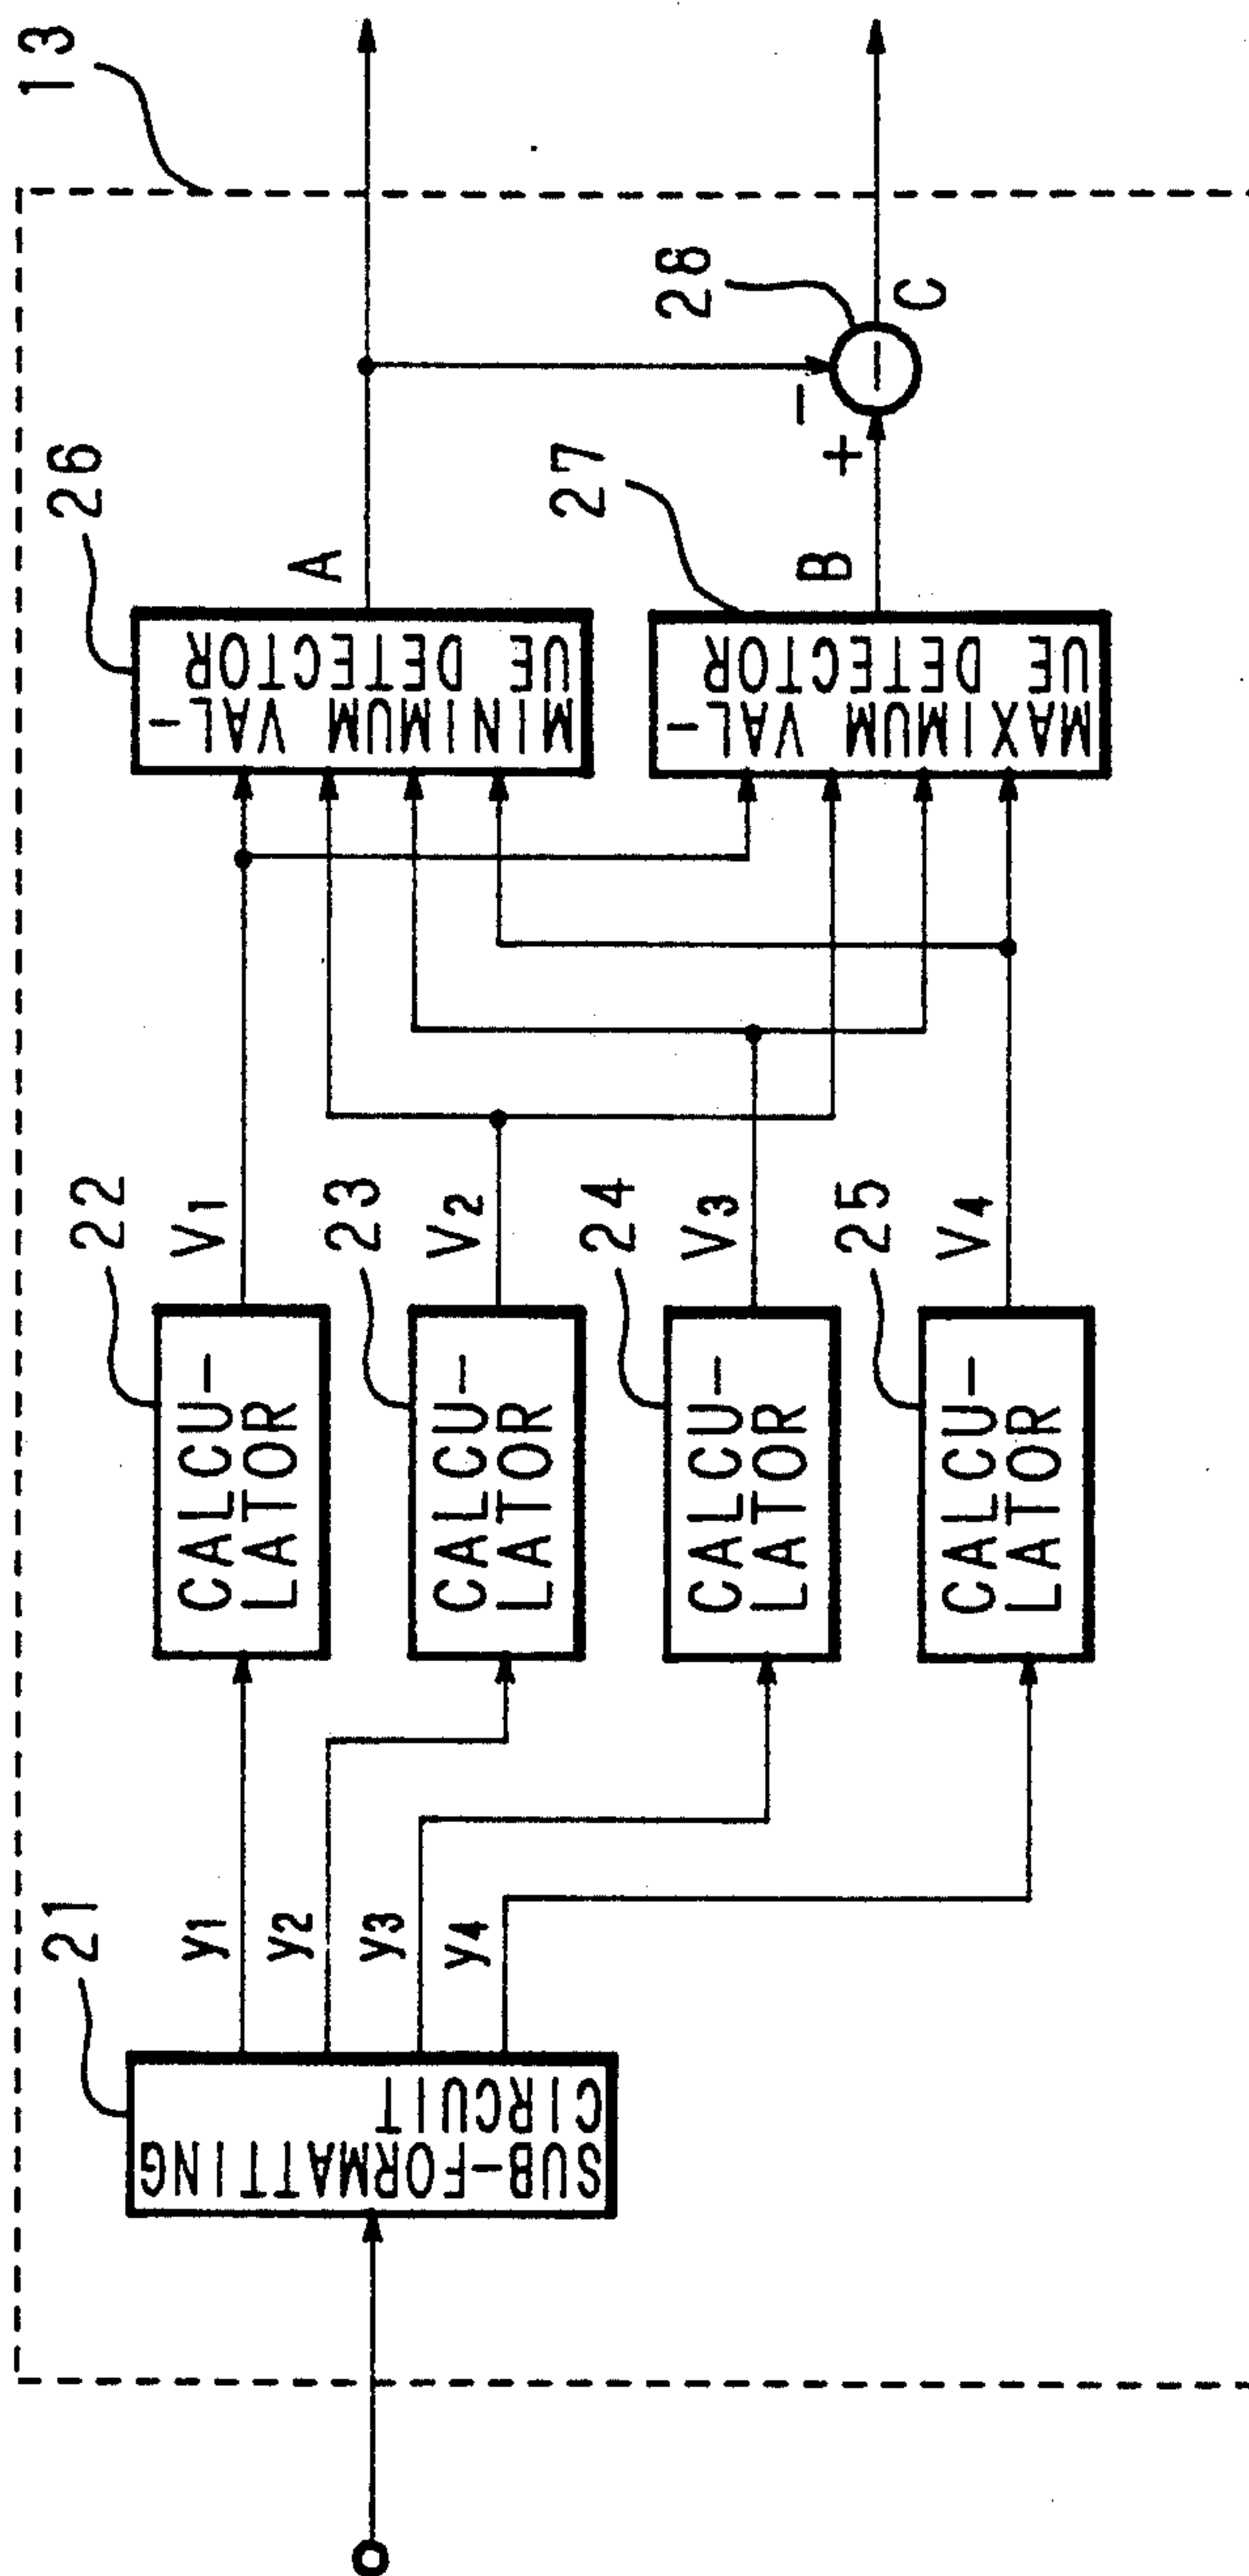 13
21
SUB-FORMATTING
CIRCUIT
y1
y2
y3
y4
22
CALCU-
LATOR
V1
23
CALCU-
LATOR
V2
24
CALCU-
LATOR
V3
25
CALCU-
LATOR
V4
26
MINIMUM VAL-
UE DETECTOR
A
27
MAXIMUM VAL-
UE DETECTOR
B
+
-
28
C